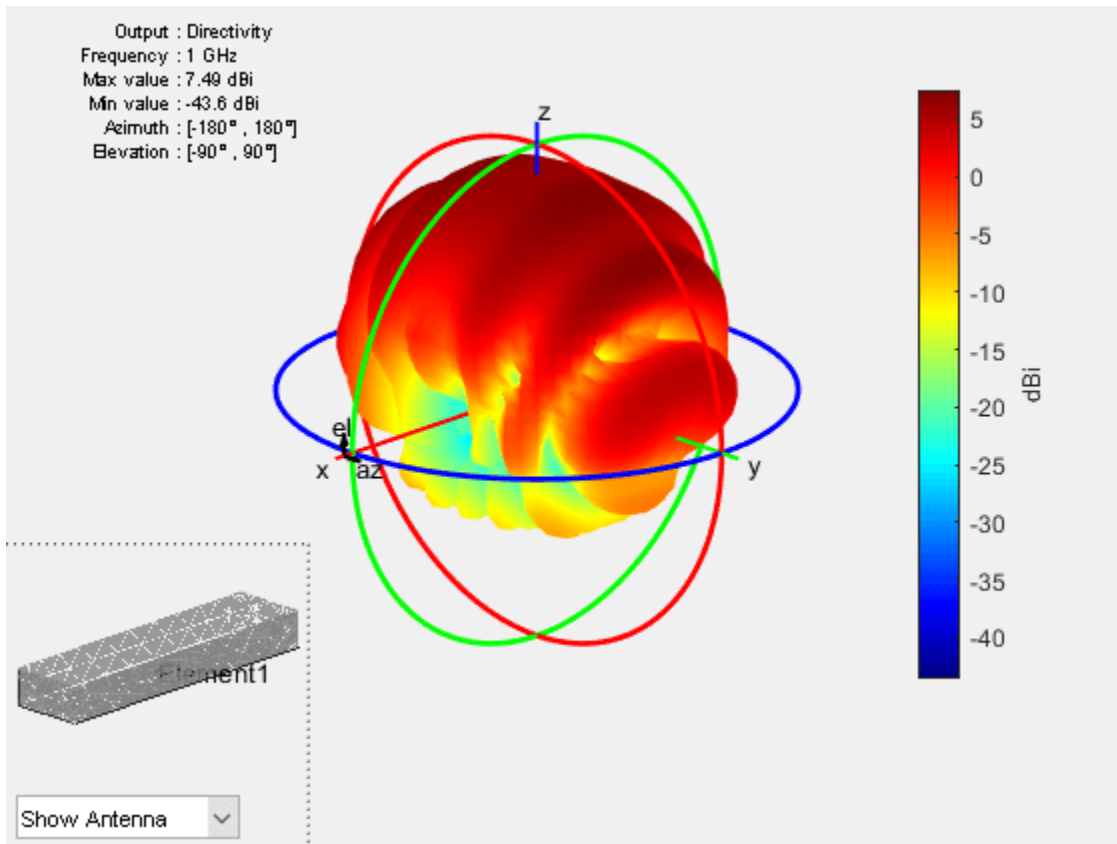 Output : Directivity
Frequency : 1 GHz
Max value : 7.49 dBi
Min value : -43.6 dBi
Azimuth : [-180° , 180°]
Elevation : [-90° , 90°]
z
5
0
-5
-10
-15
-20
-25
-30
-35
-40
dBi
el
x
az
y
Element1
Show Antenna